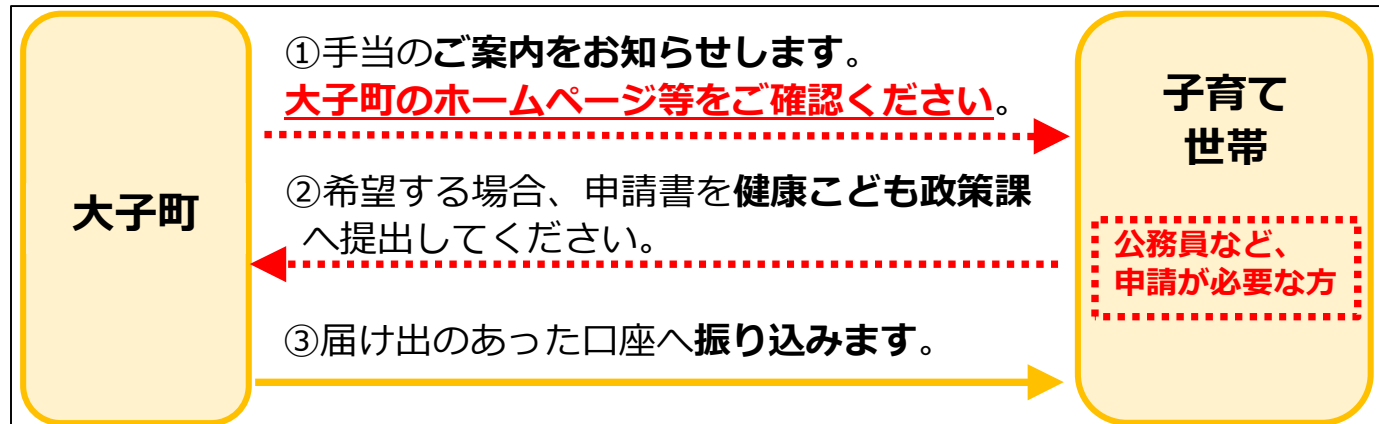 大子町
①手当のご案内をお知らせします。
大子町のホームページ等をご確認ください。
②希望する場合、申請書を健康こども政策課
へ提出してください。
③届け出のあった口座へ振り込みます。
子育て
世帯
公務員など、
申請が必要な方